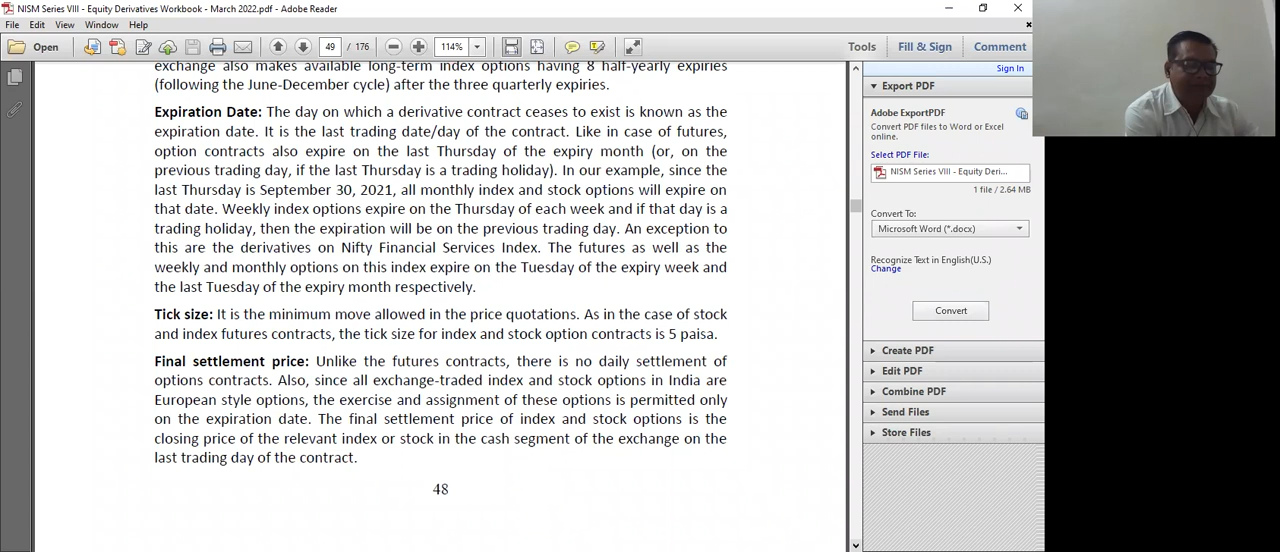 NISM Series VIII - Equity Derivatives Workbook - March 2022.pdf - Adobe Reader
File Edit View Window Help
Open 49 / 176 114% Tools Fill & Sign Comment
Sign In
exchange also makes available long-term index options having 8 half-yearly expiries
(following the June-December cycle) after the three quarterly expiries.
Expiration Date: The day on which a derivative contract ceases to exist is known as the
expiration date. It is the last trading date/day of the contract. Like in case of futures,
option contracts also expire on the last Thursday of the expiry month (or, on the
previous trading day, if the last Thursday is a trading holiday). In our example, since the
last Thursday is September 30, 2021, all monthly index and stock options will expire on
that date. Weekly index options expire on the Thursday of each week and if that day is a
trading holiday, then the expiration will be on the previous trading day. An exception to
this are the derivatives on Nifty Financial Services Index. The futures as well as the
weekly and monthly options on this index expire on the Tuesday of the expiry week and
the last Tuesday of the expiry month respectively.
Tick size: It is the minimum move allowed in the price quotations. As in the case of stock
and index futures contracts, the tick size for index and stock option contracts is 5 paisa.
Final settlement price: Unlike the futures contracts, there is no daily settlement of
options contracts. Also, since all exchange-traded index and stock options in India are
European style options, the exercise and assignment of these options is permitted only
on the expiration date. The final settlement price of index and stock options is the
closing price of the relevant index or stock in the cash segment of the exchange on the
last trading day of the contract.
48
Export PDF
Adobe ExportPDF
Convert PDF files to Word or Excel
online.
Select PDF File:
NISM Series VIII - Equity Deri...
1 file / 2.64 MB
Convert To:
Microsoft Word (*.docx)
Recognize Text in English(U.S.)
Change
Convert
Create PDF
Edit PDF
Combine PDF
Send Files
Store Files